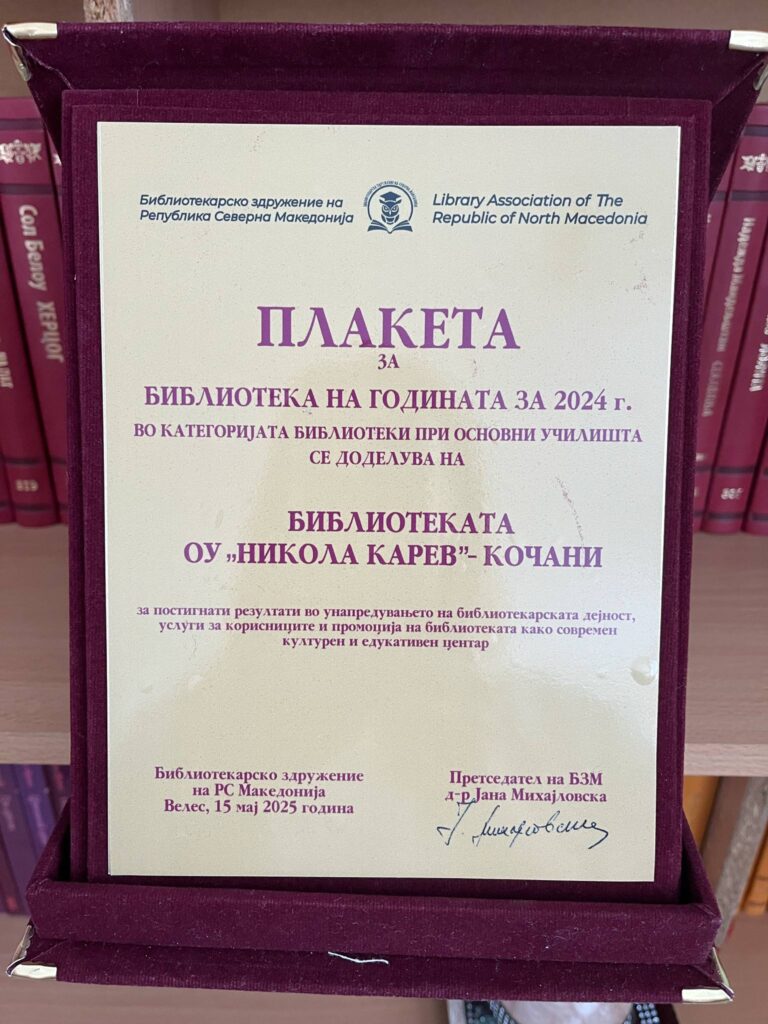 Библиотекарско здружение на
Република Северна Македонија
Library Association of The
Republic of North Macedonia
ПЛАКЕТА
ЗА
БИБЛИОТЕКА НА ГОДИНАТА ЗА 2024 г.
ВО КАТЕГОРИЈАТА БИБЛИОТЕКИ ПРИ ОСНОВНИ УЧИЛИШТА
СЕ ДОДЕЛУВА НА
БИБЛИОТЕКАТА
ОУ „НИКОЛА КАРЕВ”- КОЧАНИ
за постигнати резултати во унапредувањето на библиотекарската дејност,
услуги за корисниците и промоција на библиотеката како современ
културен и едукативен центар
Библиотекарско здружение
на РС Македонија
Велес, 15 мај 2025 година
Претседател на БЗМ
д-р Јана Михајловска
Сол Белоу ХЕРЦОГ